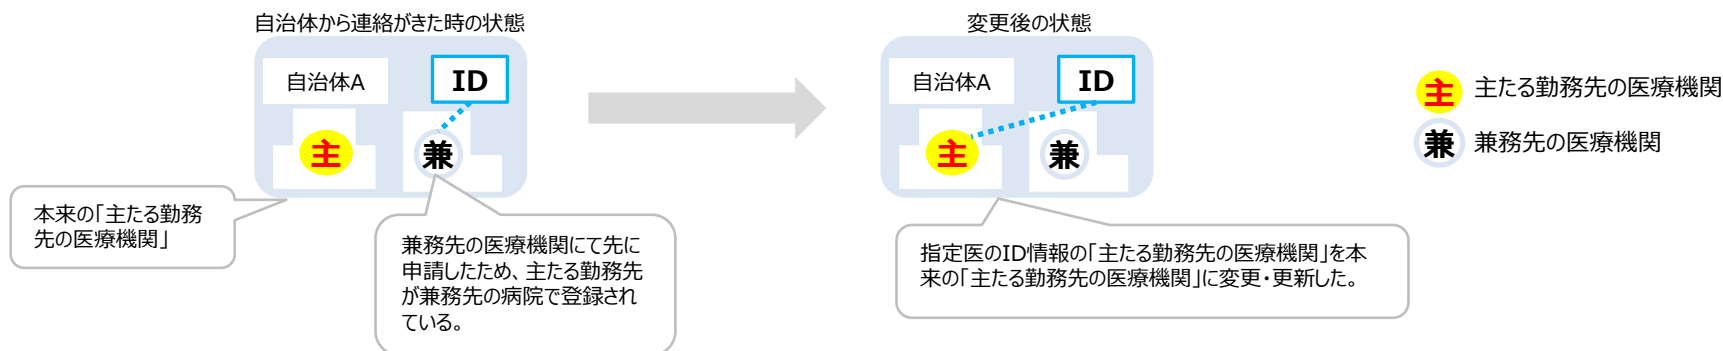 自治体から連絡がきた時の状態
自治体A
ID
主
兼
本来の「主たる勤務
先の医療機関」
兼務先の医療機関にて先に
申請したため、主たる勤務先
が兼務先の病院で登録され
ている。
変更後の状態
自治体A
ID
主
兼
指定医のID情報の「主たる勤務先の医療機関」を本
来の「主たる勤務先の医療機関」に変更・更新した。
主 主たる勤務先の医療機関
兼 兼務先の医療機関